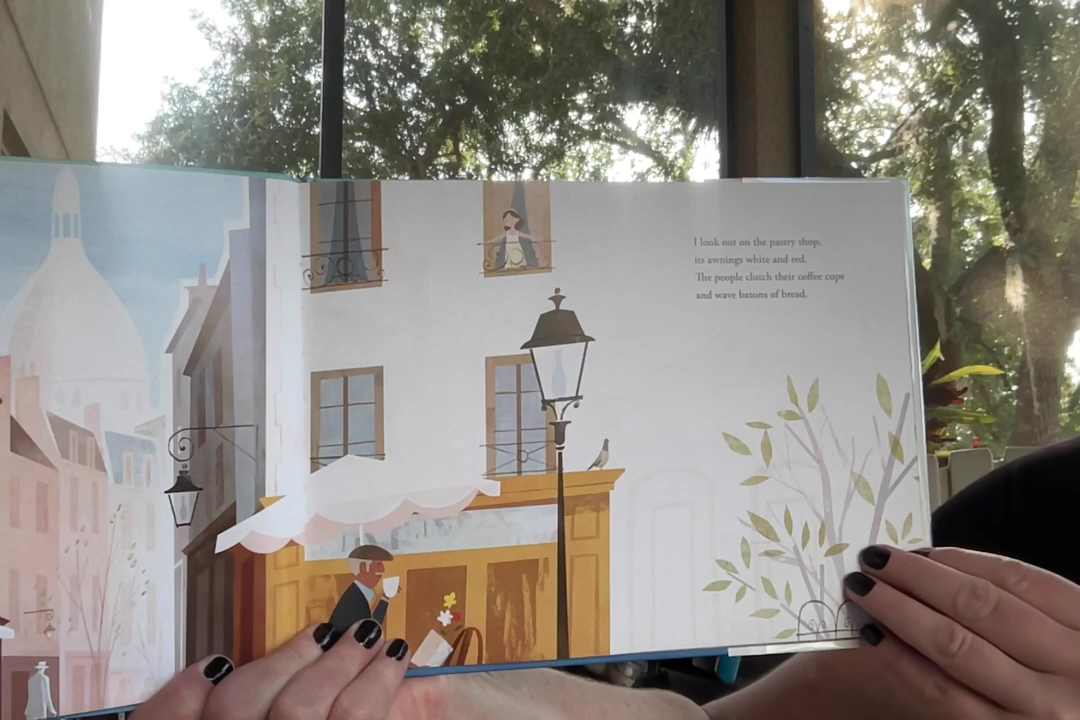 I look out on the pastry shop,
its awnings white and red.
The people clutch their coffee cups
and wave batons of bread.